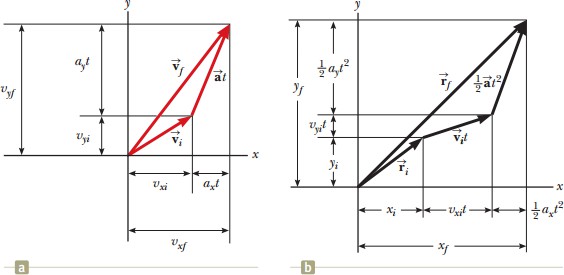 y
v_yf
a_y t
v_yi
v⃗_f
a⃗t
v⃗_i
x
v_xi
a_x t
v_xf
a
y
y_f
½ a_y t²
v_yi t
y_i
r⃗_f
½ a⃗t²
v⃗_i t
r⃗_i
x
x_i
v_xi t
½ a_x t²
x_f
b